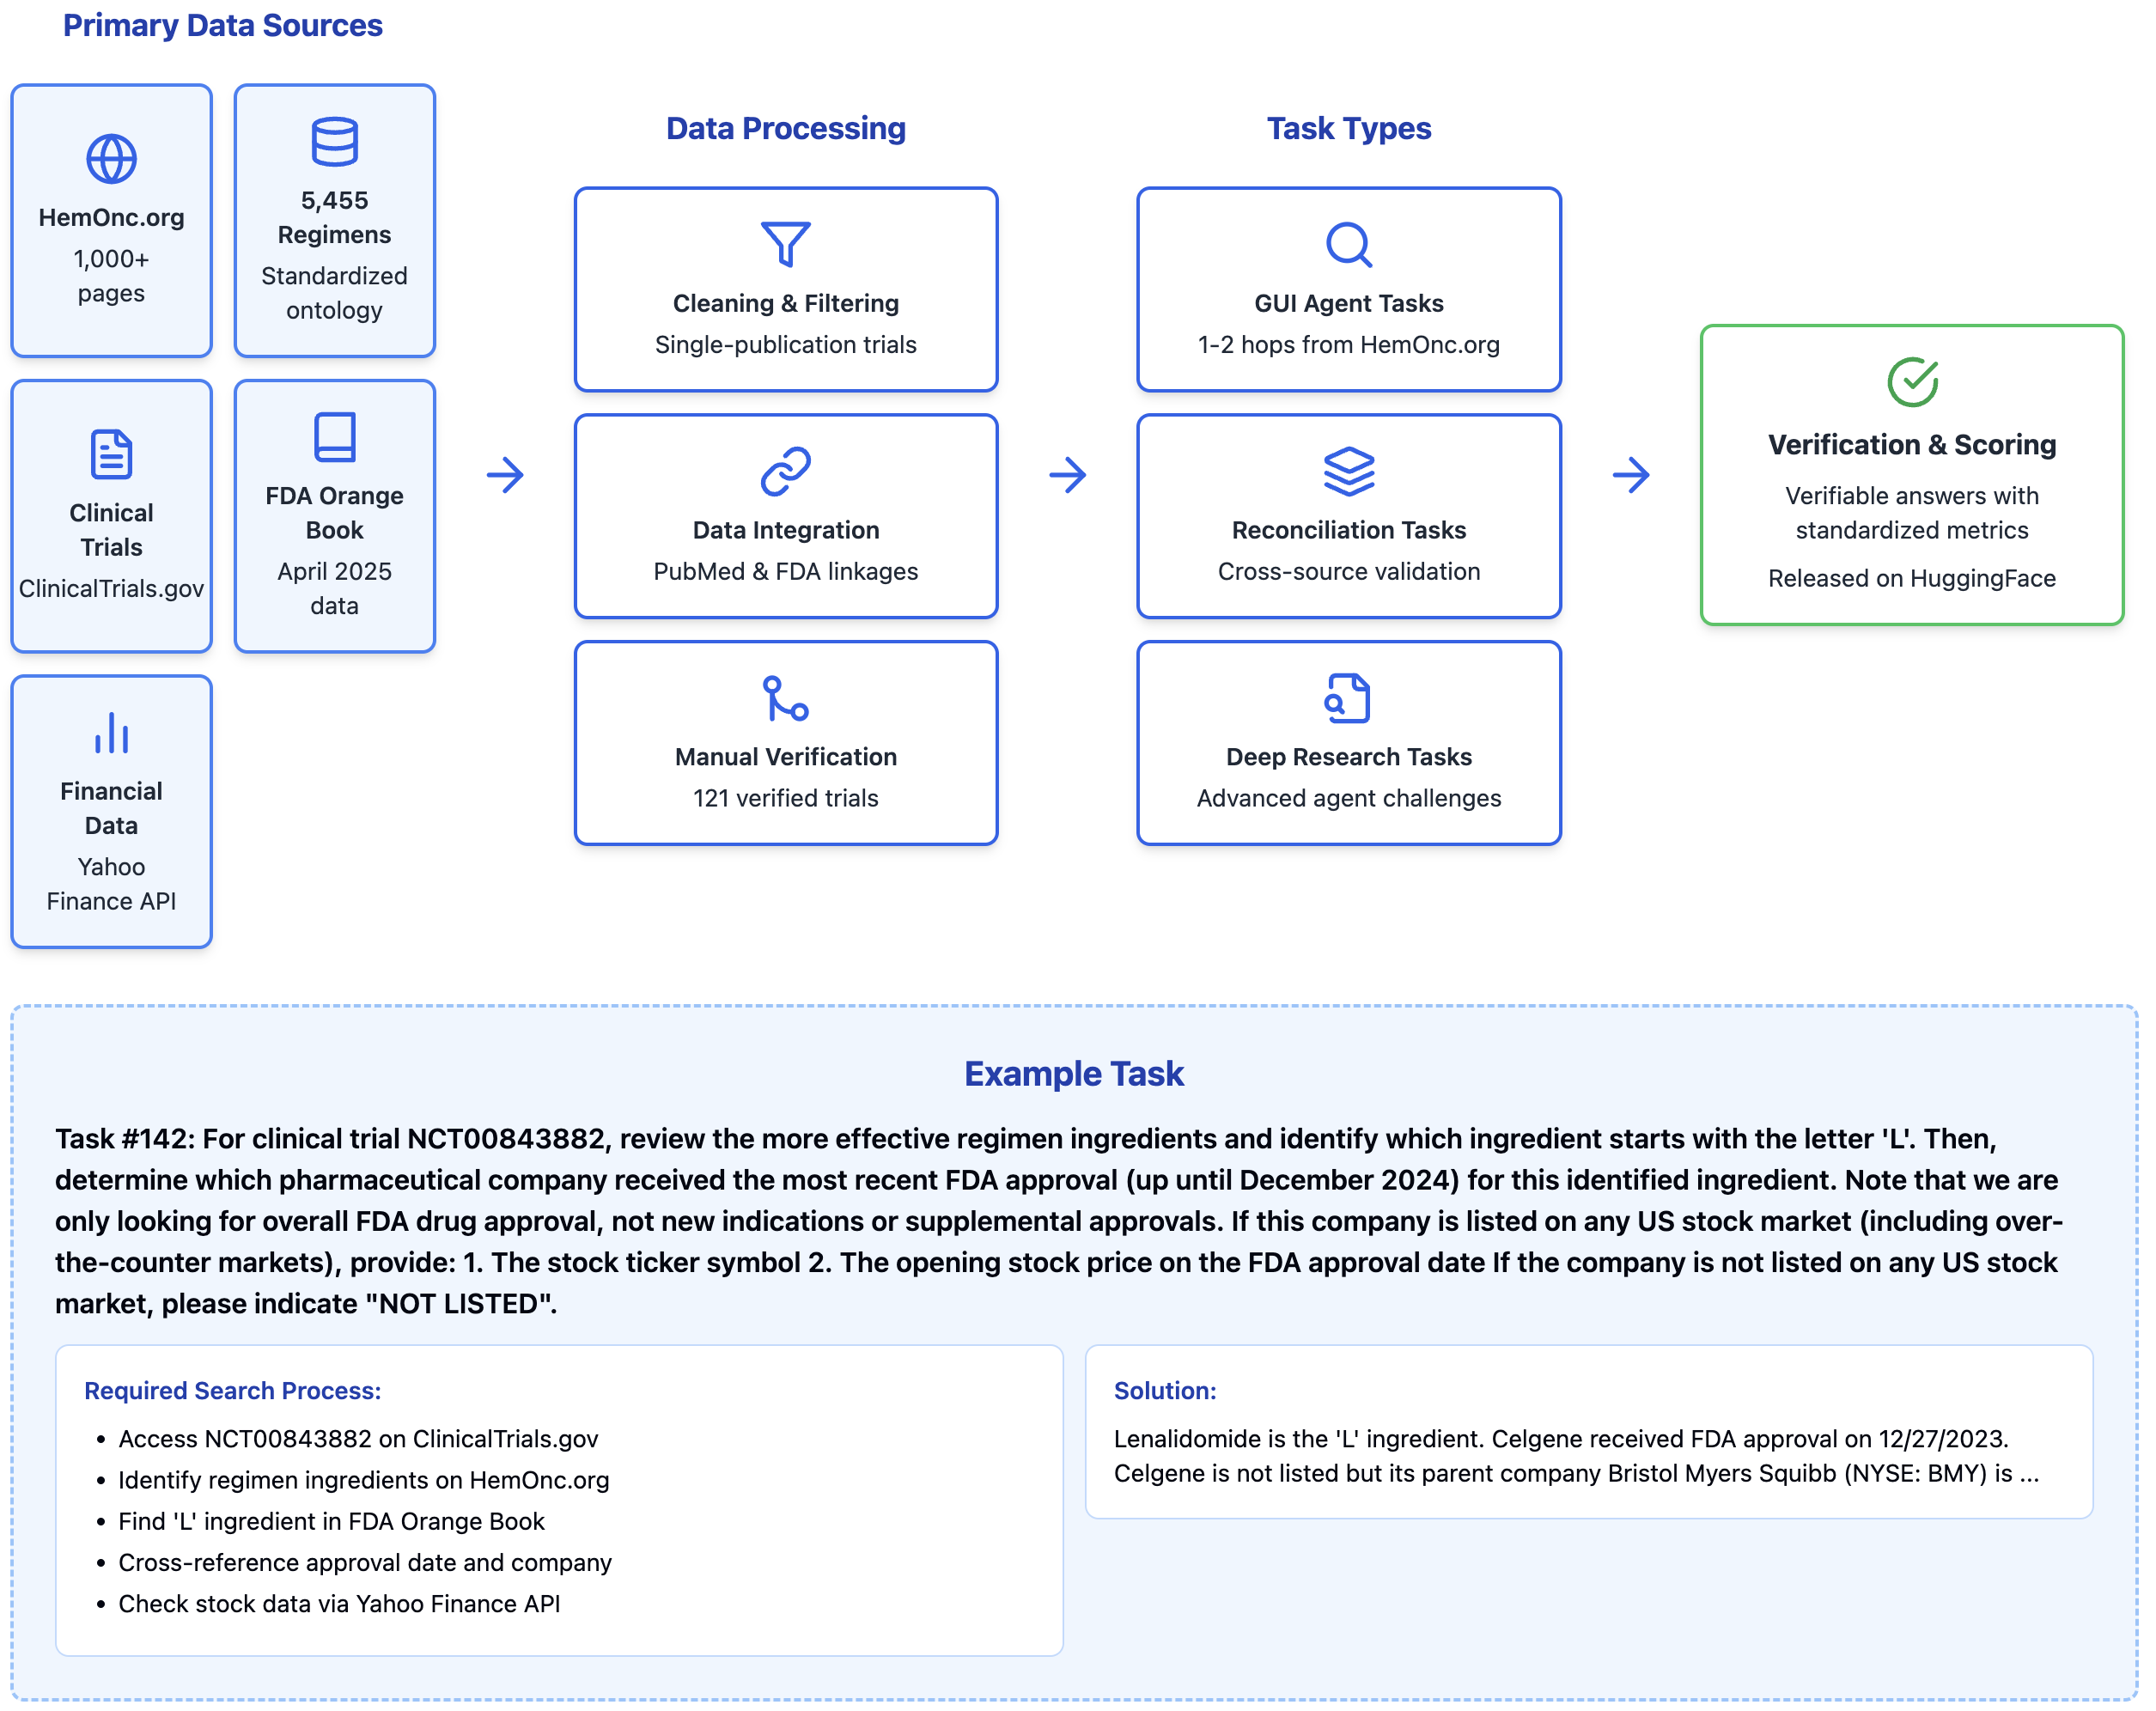 Primary Data Sources
HemOnc.org
1,000+
pages
5,455
Regimens
Standardized
ontology
Clinical
Trials
ClinicalTrials.gov
FDA Orange
Book
April 2025
data
Financial
Data
Yahoo
Finance API
Data Processing
Cleaning & Filtering
Single-publication trials
Data Integration
PubMed & FDA linkages
Manual Verification
121 verified trials
Task Types
GUI Agent Tasks
1-2 hops from HemOnc.org
Reconciliation Tasks
Cross-source validation
Deep Research Tasks
Advanced agent challenges
Verification & Scoring
Verifiable answers with
standardized metrics
Released on HuggingFace
Example Task
Task #142: For clinical trial NCT00843882, review the more effective regimen ingredients and identify which ingredient starts with the letter 'L'. Then,
determine which pharmaceutical company received the most recent FDA approval (up until December 2024) for this identified ingredient. Note that we are
only looking for overall FDA drug approval, not new indications or supplemental approvals. If this company is listed on any US stock market (including over-
the-counter markets), provide: 1. The stock ticker symbol 2. The opening stock price on the FDA approval date If the company is not listed on any US stock
market, please indicate "NOT LISTED".
Required Search Process:
• Access NCT00843882 on ClinicalTrials.gov
• Identify regimen ingredients on HemOnc.org
• Find 'L' ingredient in FDA Orange Book
• Cross-reference approval date and company
• Check stock data via Yahoo Finance API
Solution:
Lenalidomide is the 'L' ingredient. Celgene received FDA approval on 12/27/2023.
Celgene is not listed but its parent company Bristol Myers Squibb (NYSE: BMY) is ...